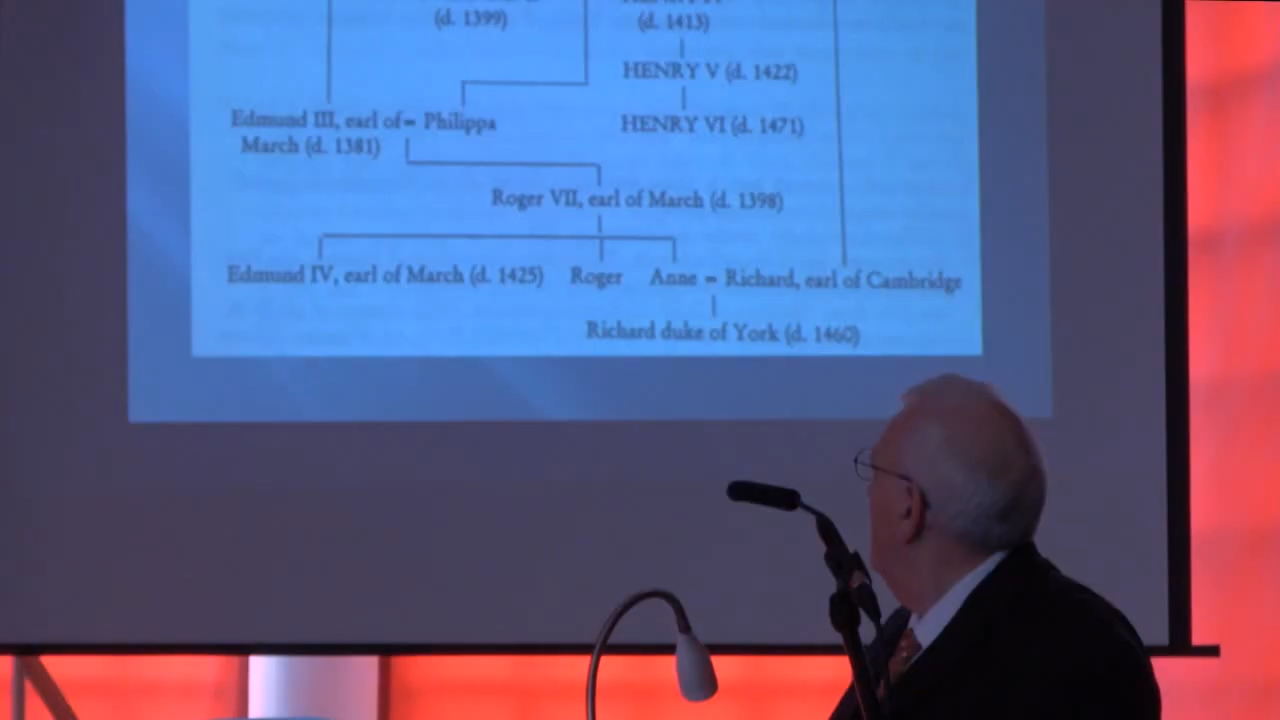 (d. 1399)
(d. 1413)
HENRY V (d. 1422)
Edmund III, earl of = Philippa
March (d. 1381)
HENRY VI (d. 1471)
Roger VII, earl of March (d. 1398)
Edmund IV, earl of March (d. 1425) Roger Anne = Richard, earl of Cambridge
Richard duke of York (d. 1460)